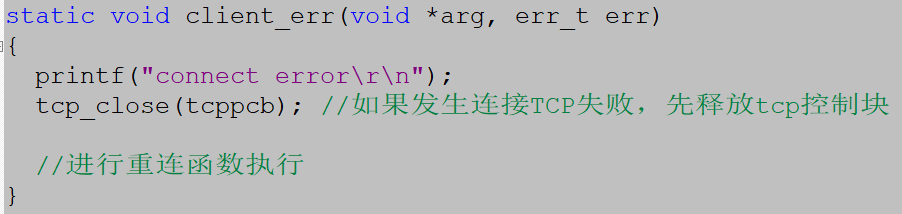 static void client_err(void *arg, err_t err)
{
  printf("connect error\r\n");
  tcp_close(tcppcb); //如果发生连接TCP失败，先释放tcp控制块
  //进行重连函数执行
}